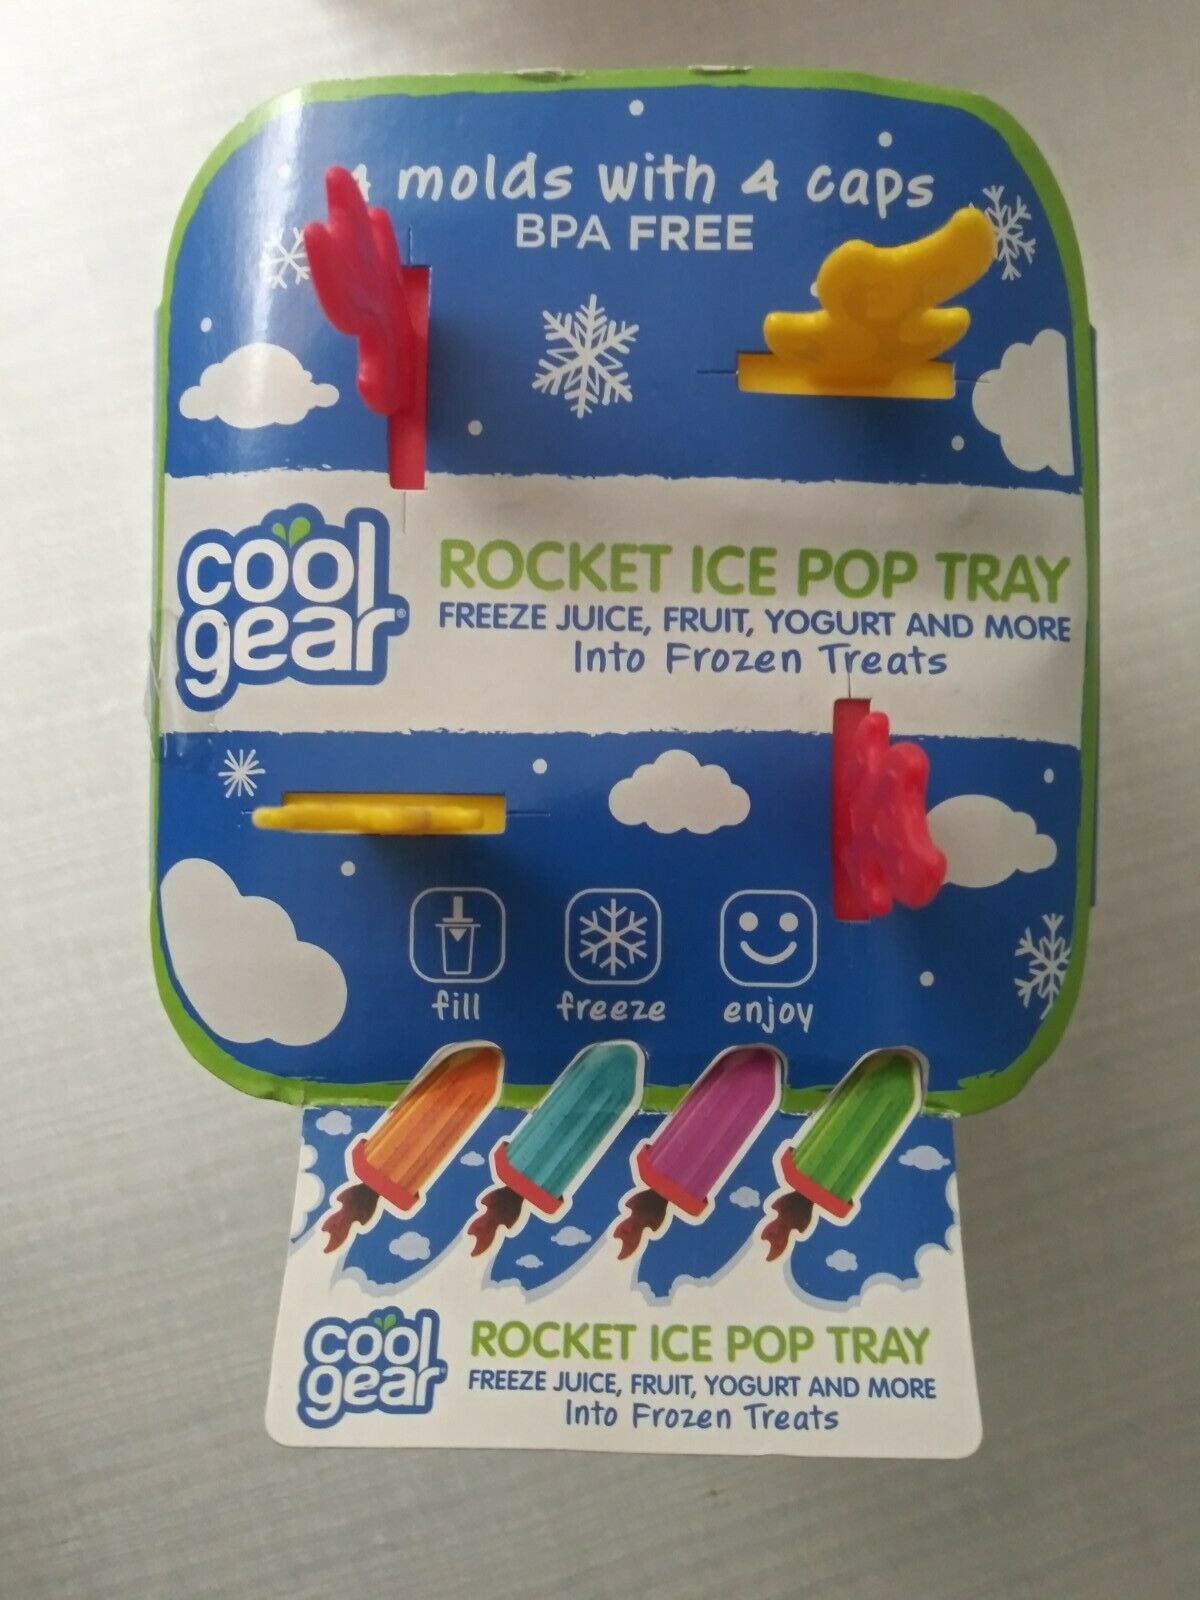 4 molds with 4 caps
BPA FREE
cool
gear®
ROCKET ICE POP TRAY
FREEZE JUICE, FRUIT, YOGURT AND MORE
Into Frozen Treats
fill freeze enjoy
cool
gear
ROCKET ICE POP TRAY
FREEZE JUICE, FRUIT, YOGURT AND MORE
Into Frozen Treats